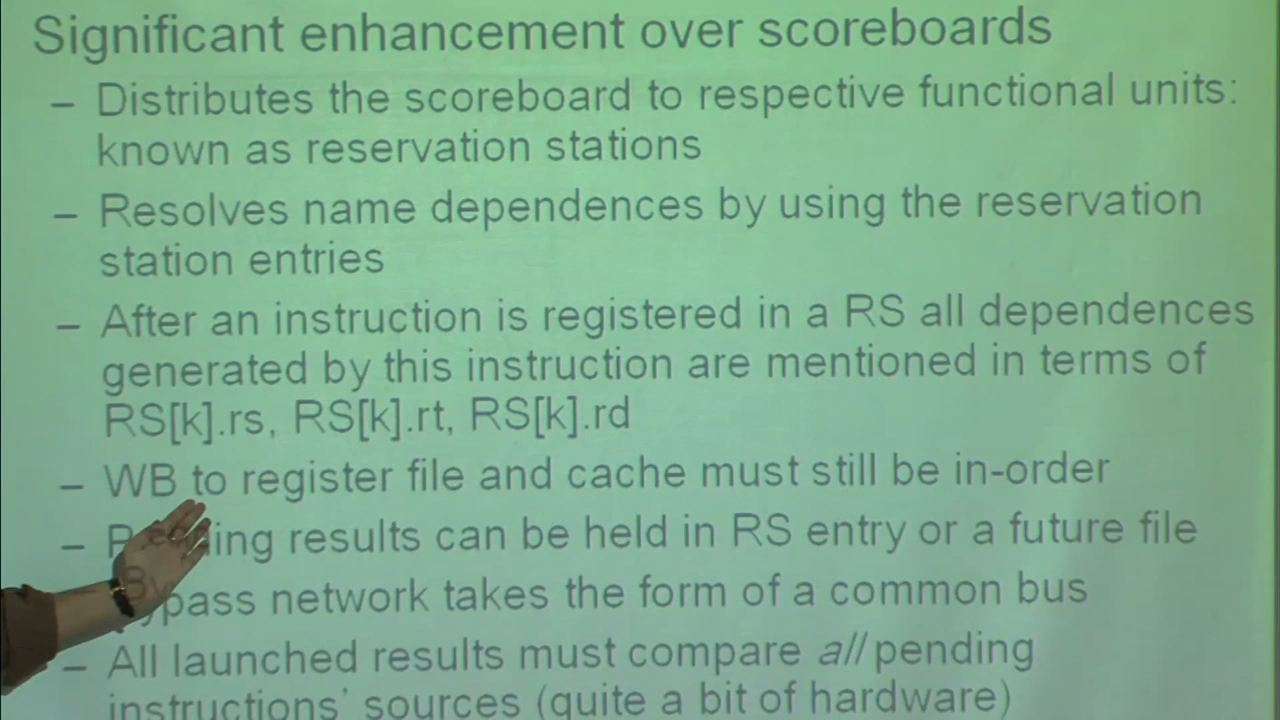 Significant enhancement over scoreboards
– Distributes the scoreboard to respective functional units:
known as reservation stations
– Resolves name dependences by using the reservation
station entries
– After an instruction is registered in a RS all dependences
generated by this instruction are mentioned in terms of
RS[k].rs, RS[k].rt, RS[k].rd
– WB to register file and cache must still be in-order
– results can be held in RS entry or a future file
Bypass network takes the form of a common bus
– All launched results must compare all pending
instructions' sources (quite a bit of hardware)